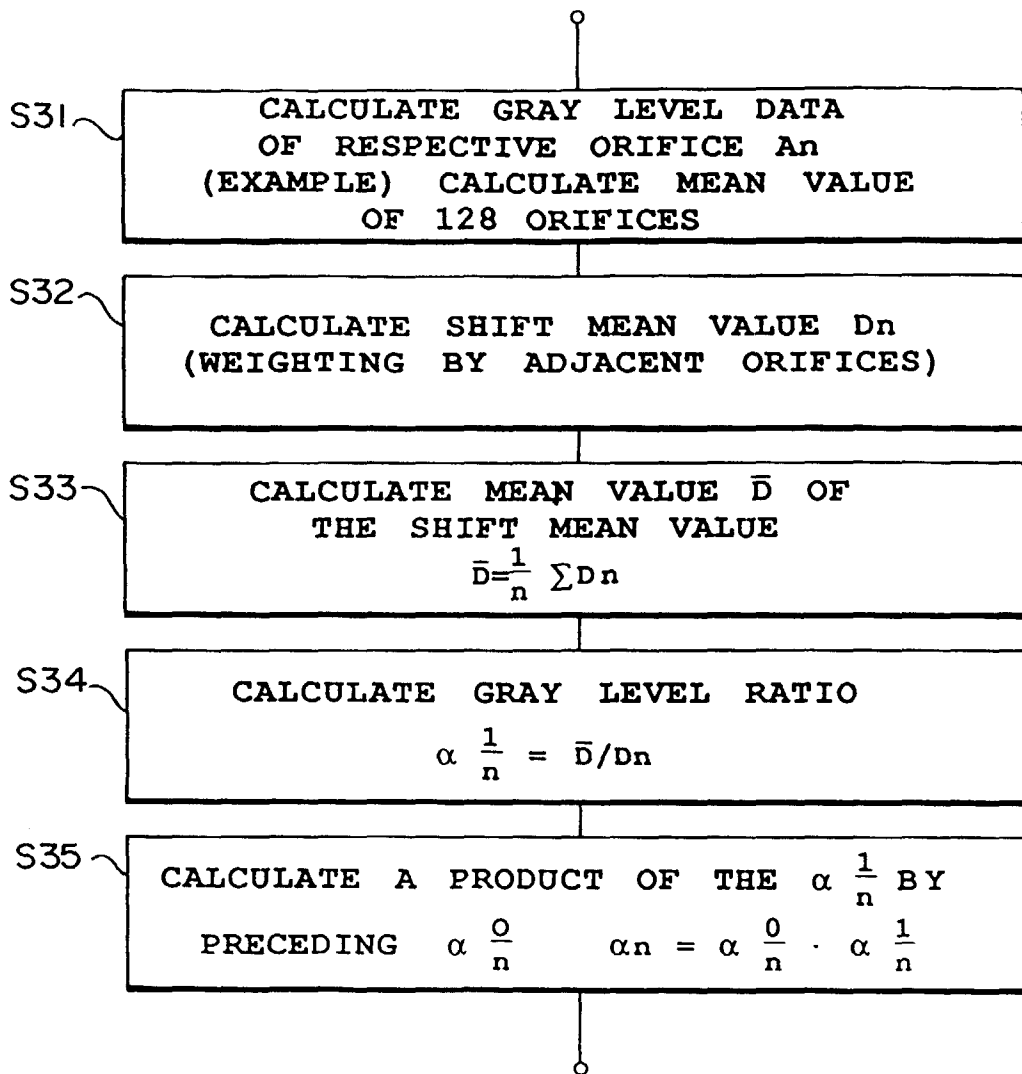 S31
CALCULATE GRAY LEVEL DATA
OF RESPECTIVE ORIFICE An
(EXAMPLE) CALCULATE MEAN VALUE
OF 128 ORIFICES
S32
CALCULATE SHIFT MEAN VALUE Dn
(WEIGHTING BY ADJACENT ORIFICES)
S33
CALCULATE MEAN VALUE D̄ OF
THE SHIFT MEAN VALUE
D̄=1/n ∑Dn
S34
CALCULATE GRAY LEVEL RATIO
α 1/n = D̄/Dn
S35
CALCULATE A PRODUCT OF THE α 1/n BY
PRECEDING α 0/n αn = α 0/n · α 1/n